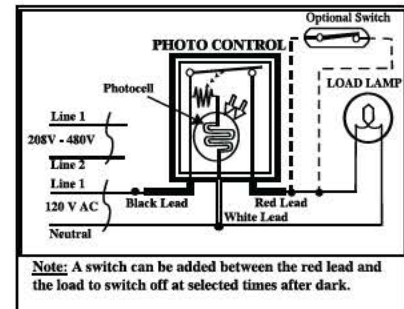 Optional Switch
PHOTO CONTROL
LOAD LAMP
Photocell
Line 1
208V - 480V
Line 2
Line 1
120 V AC
Black Lead
Red Lead
White Lead
Neutral
Note: A switch can be added between the red lead and
the load to switch off at selected times after dark.